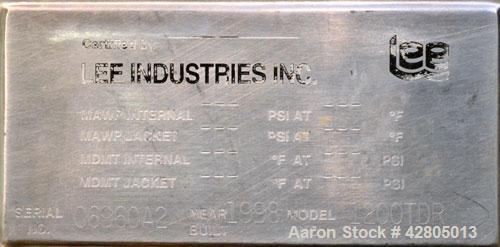 Certified by
LEE INDUSTRIES INC.
Lee
MAWP INTERNAL --- PSI AT --- °F
MAWP JACKET --- PSI AT --- °F
MDMT INTERNAL --- °F AT --- PSI
MDMT JACKET --- °F AT --- PSI
SERIAL NO. C6960A2 YEAR BUILT 1998 MODEL 1200TDR
Aaron Stock # 42805013